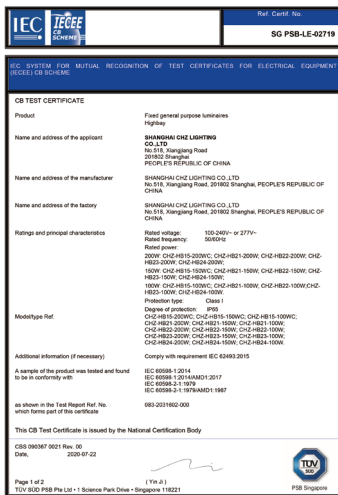 IEC IECEE
CB
SCHEME
Ref. Certif. No.
SG PSB-LE-02719
IEC SYSTEM FOR MUTUAL RECOGNITION OF TEST CERTIFICATES FOR ELECTRICAL EQUIPMENT
(IECEE) CB SCHEME
CB TEST CERTIFICATE
Product
Fixed general purpose luminaires
Highbay
Name and address of the applicant
SHANGHAI CHZ LIGHTING
CO.,LTD
No.518, Xiangjiang Road
201802 Shanghai
PEOPLE'S REPUBLIC OF CHINA
Name and address of the manufacturer
SHANGHAI CHZ LIGHTING CO.,LTD
No.518, Xiangjiang Road, 201802 Shanghai, PEOPLE'S REPUBLIC OF
CHINA
Name and address of the factory
SHANGHAI CHZ LIGHTING CO.,LTD
No.518, Xiangjiang Road, 201802 Shanghai, PEOPLE'S REPUBLIC OF
CHINA
Ratings and principal characteristics
Rated voltage: 100-240V~ or 277V~
Rated frequency: 50/60Hz
Rated power:
200W: CHZ-HB15-200WC; CHZ-HB21-200W; CHZ-HB22-200W; CHZ-
HB23-200W; CHZ-HB24-200W;
150W: CHZ-HB15-150WC; CHZ-HB21-150W; CHZ-HB22-150W; CHZ-
HB23-150W; CHZ-HB24-150W;
100W: CHZ-HB15-100WC; CHZ-HB21-100W; CHZ-HB22-100W;CHZ-
HB23-100W; CHZ-HB24-100W.
Protection type: Class I
Degree of protection: IP65
Model/type Ref.
CHZ-HB15-200WC; CHZ-HB15-150WC; CHZ-HB15-100WC;
CHZ-HB21-200W; CHZ-HB21-150W; CHZ-HB21-100W;
CHZ-HB22-200W; CHZ-HB22-150W; CHZ-HB22-100W;
CHZ-HB23-200W; CHZ-HB23-150W; CHZ-HB23-100W;
CHZ-HB24-200W; CHZ-HB24-150W; CHZ-HB24-100W.
Additional information (if necessary)
Comply with requirement IEC 62493:2015
A sample of the product was tested and found
to be in conformity with
IEC 60598-1:2014
IEC 60598-1:2014/AMD1:2017
IEC 60598-2-1:1979
IEC 60598-2-1:1979/AMD1:1987
as shown in the Test Report Ref. No.
which forms part of this certificate
083-2031602-000
This CB Test Certificate is issued by the National Certification Body
CBS 090367 0021 Rev. 00
Date, 2020-07-22
( Yin Ji )
Page 1 of 2
TÜV SÜD PSB Pte Ltd • 1 Science Park Drive • Singapore 118221
TÜV
SÜD
PSB Singapore